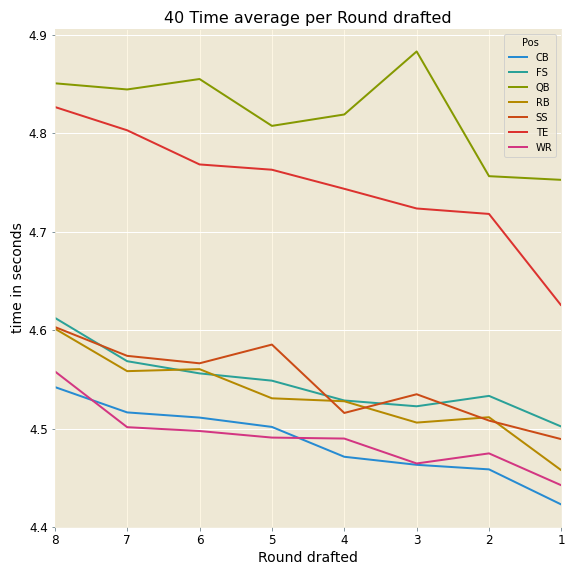 40 Time average per Round drafted
4.9
4.8
4.7
4.6
4.5
4.4
time in seconds
Pos
CB
FS
QB
RB
SS
TE
WR
8 7 6 5 4 3 2 1
Round drafted